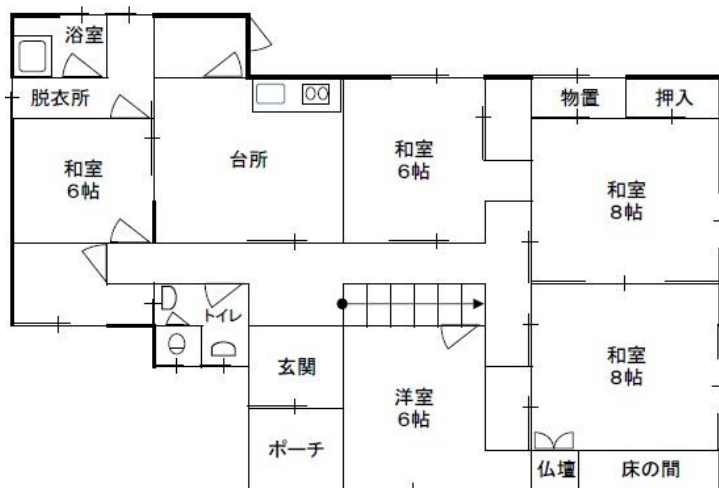 浴室
脱衣所
物置
押入
和室
6帖
台所
和室
6帖
和室
8帖
トイレ
玄関
和室
8帖
洋室
6帖
ポーチ
仏壇
床の間